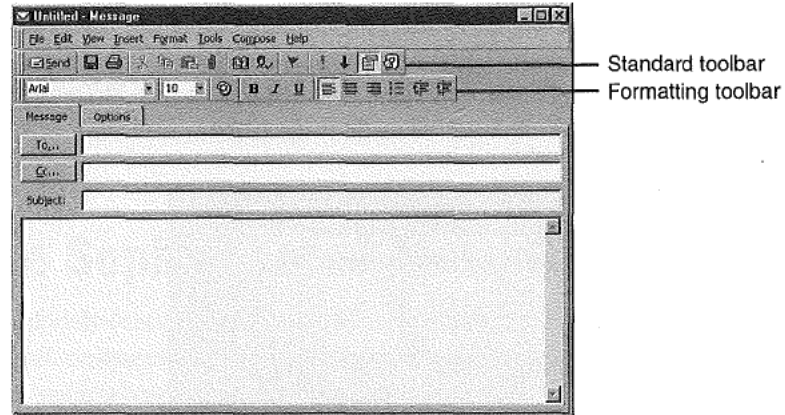 Untitled - Message
File Edit View Insert Format Tools Compose Help
Send
Standard toolbar
Arial 10 B I U
Formatting toolbar
Message Options
To...
Cc...
Subject: